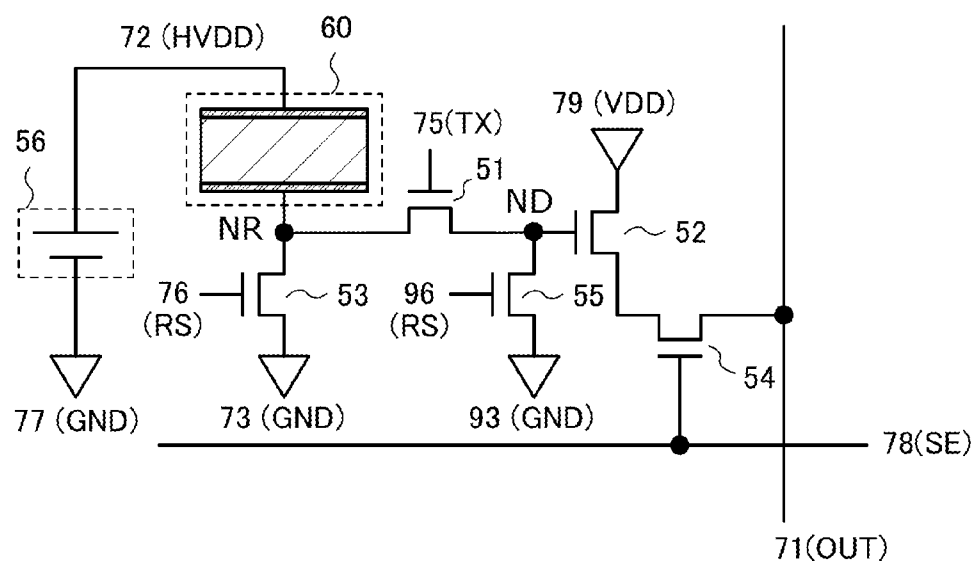 72 (HVDD)
60
79 (VDD)
75(TX)
56
51
ND
NR
52
76
(RS)
53
96
(RS)
55
54
77 (GND)
73 (GND)
93 (GND)
78(SE)
71(OUT)